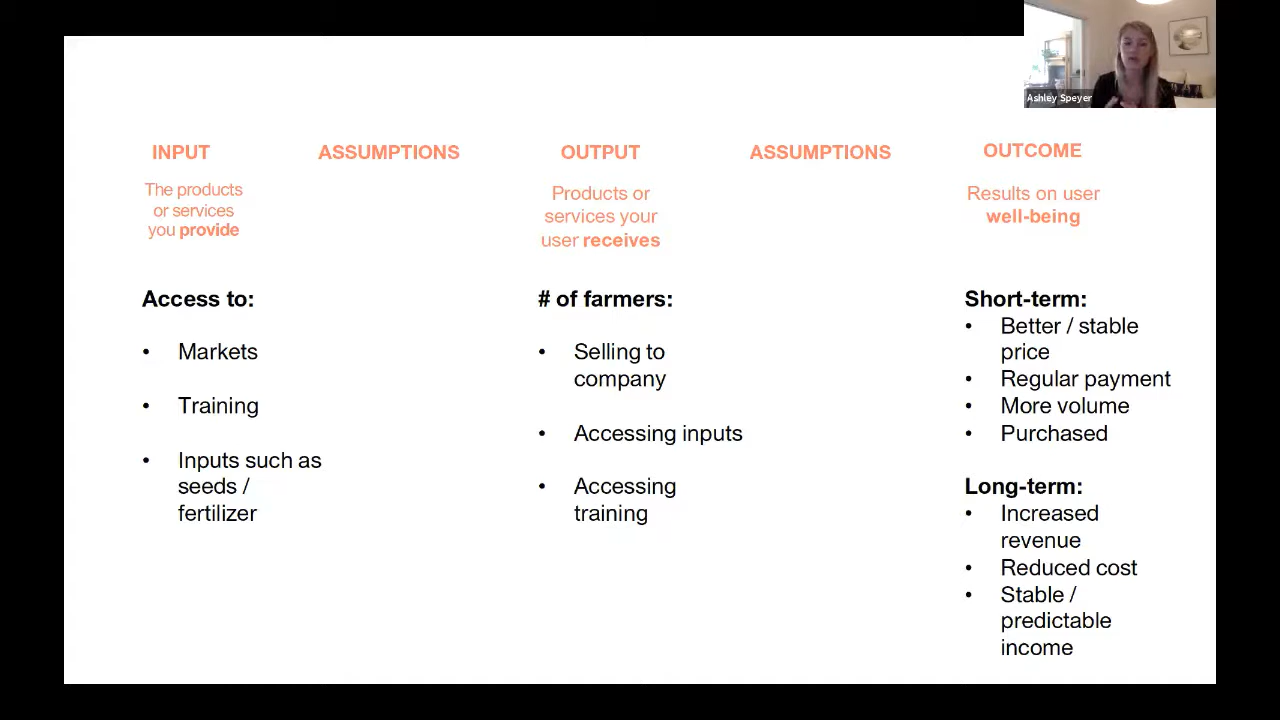 Ashley Speyer
INPUT
The products
or services
you provide
ASSUMPTIONS
OUTPUT
Products or
services your
user receives
ASSUMPTIONS
OUTCOME
Results on user
well-being
Access to:
• Markets
• Training
• Inputs such as
seeds /
fertilizer
# of farmers:
• Selling to
company
• Accessing inputs
• Accessing
training
Short-term:
• Better / stable
price
• Regular payment
• More volume
• Purchased
Long-term:
• Increased
revenue
• Reduced cost
• Stable /
predictable
income